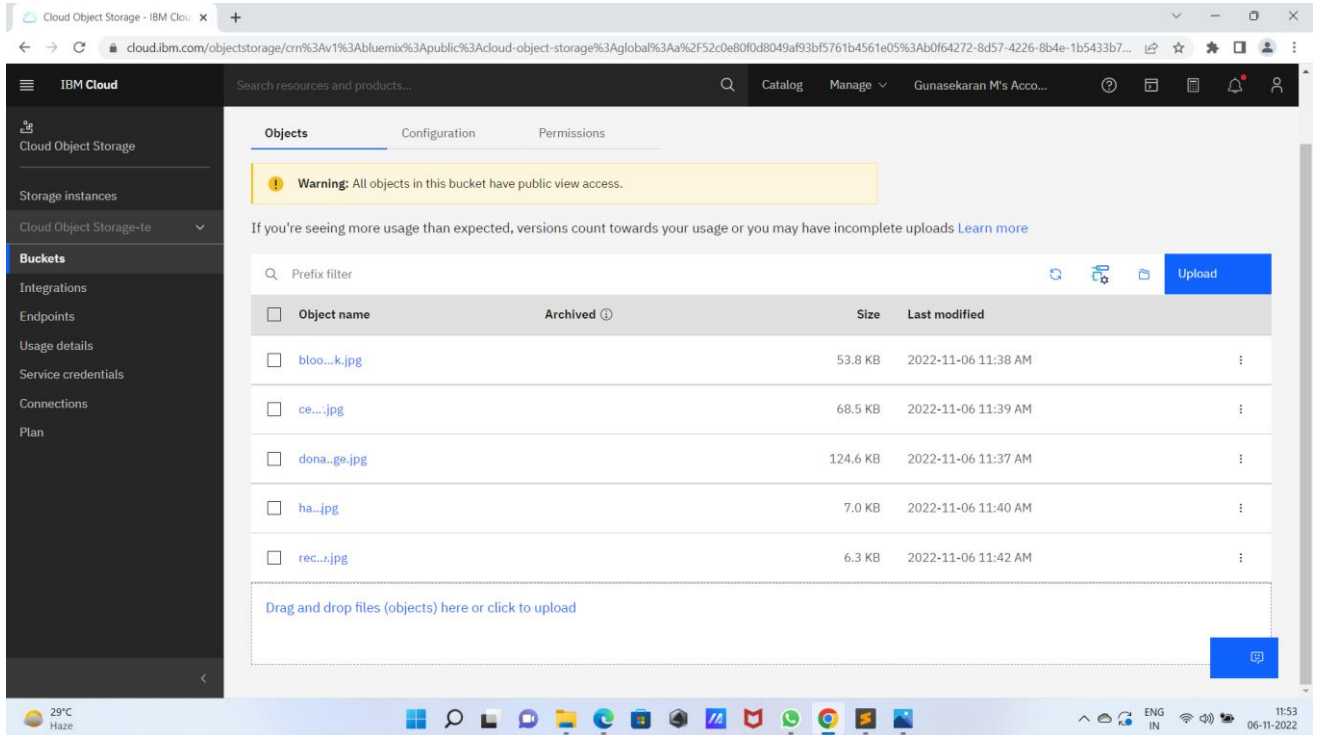 Cloud Object Storage - IBM Clou
cloud.ibm.com/objectstorage/crn%3Av1%3Abluemix%3Apublic%3Acloud-object-storage%3Aglobal%3Aa%2F52c0e80f0d8049af93bf5761b4561e05%3Ab0f64272-8d57-4226-8b4e-1b5433b7...
IBM Cloud Search resources and products... Catalog Manage Gunasekaran M's Acco...
Cloud Object Storage
Storage instances
Cloud Object Storage-te
Buckets
Integrations
Endpoints
Usage details
Service credentials
Connections
Plan
Objects Configuration Permissions
Warning: All objects in this bucket have public view access.
If you're seeing more usage than expected, versions count towards your usage or you may have incomplete uploads Learn more
Prefix filter Upload
Object name Archived Size Last modified
bloo...k.jpg 53.8 KB 2022-11-06 11:38 AM
ce....jpg 68.5 KB 2022-11-06 11:39 AM
dona..ge.jpg 124.6 KB 2022-11-06 11:37 AM
ha...jpg 7.0 KB 2022-11-06 11:40 AM
rec...jpg 6.3 KB 2022-11-06 11:42 AM
Drag and drop files (objects) here or click to upload
29°C
Haze
ENG
IN
11:53
06-11-2022